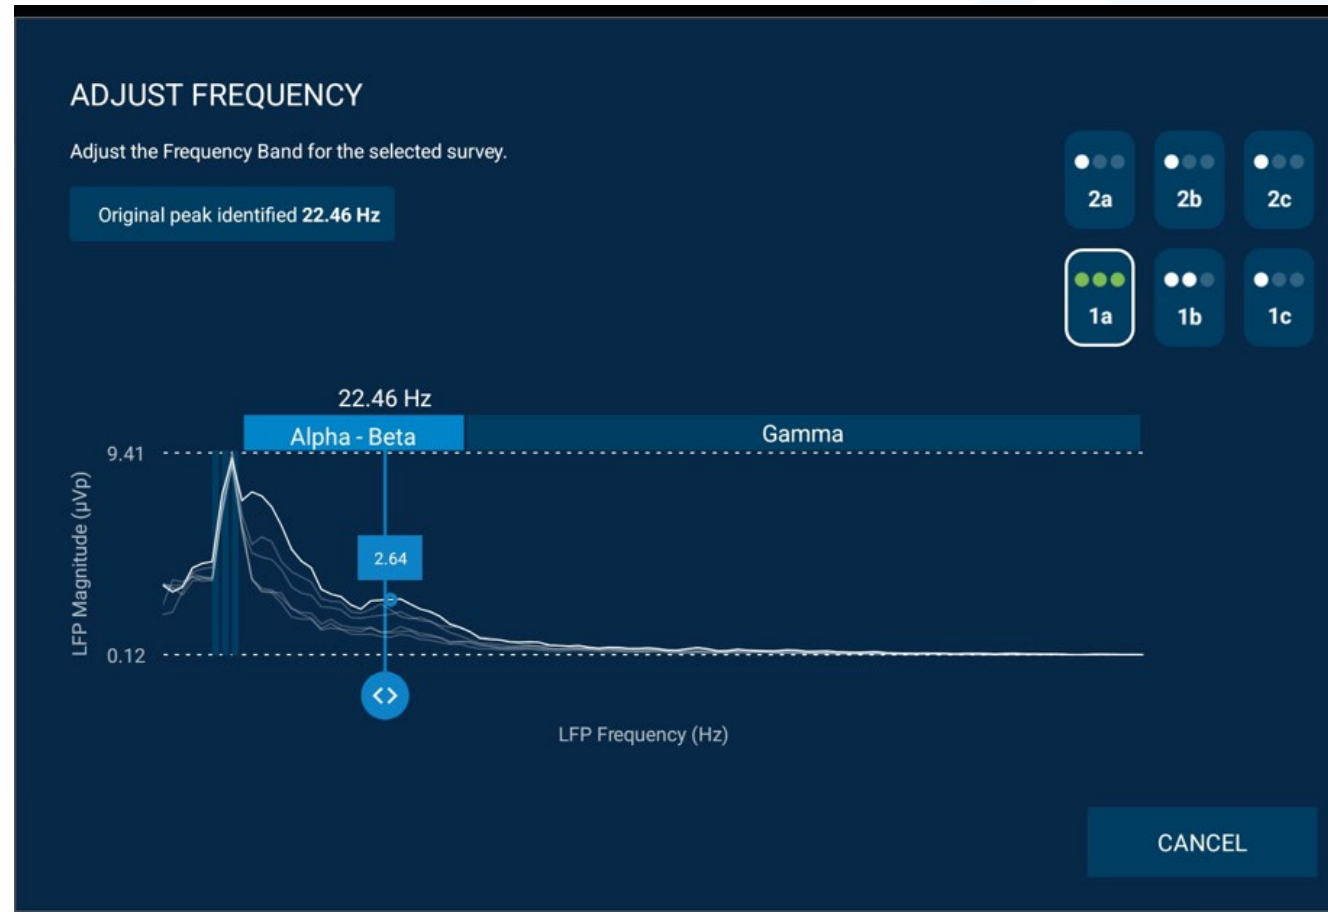 ADJUST FREQUENCY
Adjust the Frequency Band for the selected survey.
Original peak identified 22.46 Hz
2a
2b
2c
1a
1b
1c
22.46 Hz
Alpha - Beta
Gamma
9.41
LFP Magnitude (µVp)
2.64
0.12
LFP Frequency (Hz)
CANCEL